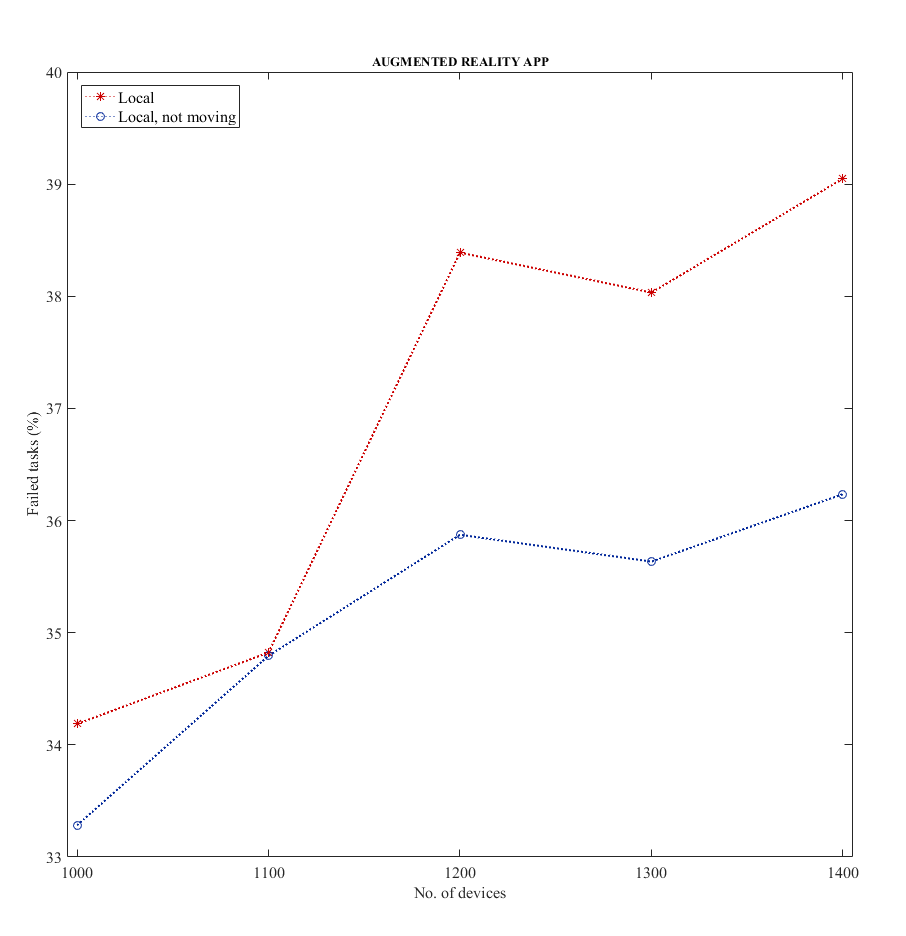 AUGMENTED REALITY APP
Local
Local, not moving
40
39
38
37
36
35
34
33
Failed tasks (%)
1000 1100 1200 1300 1400
No. of devices